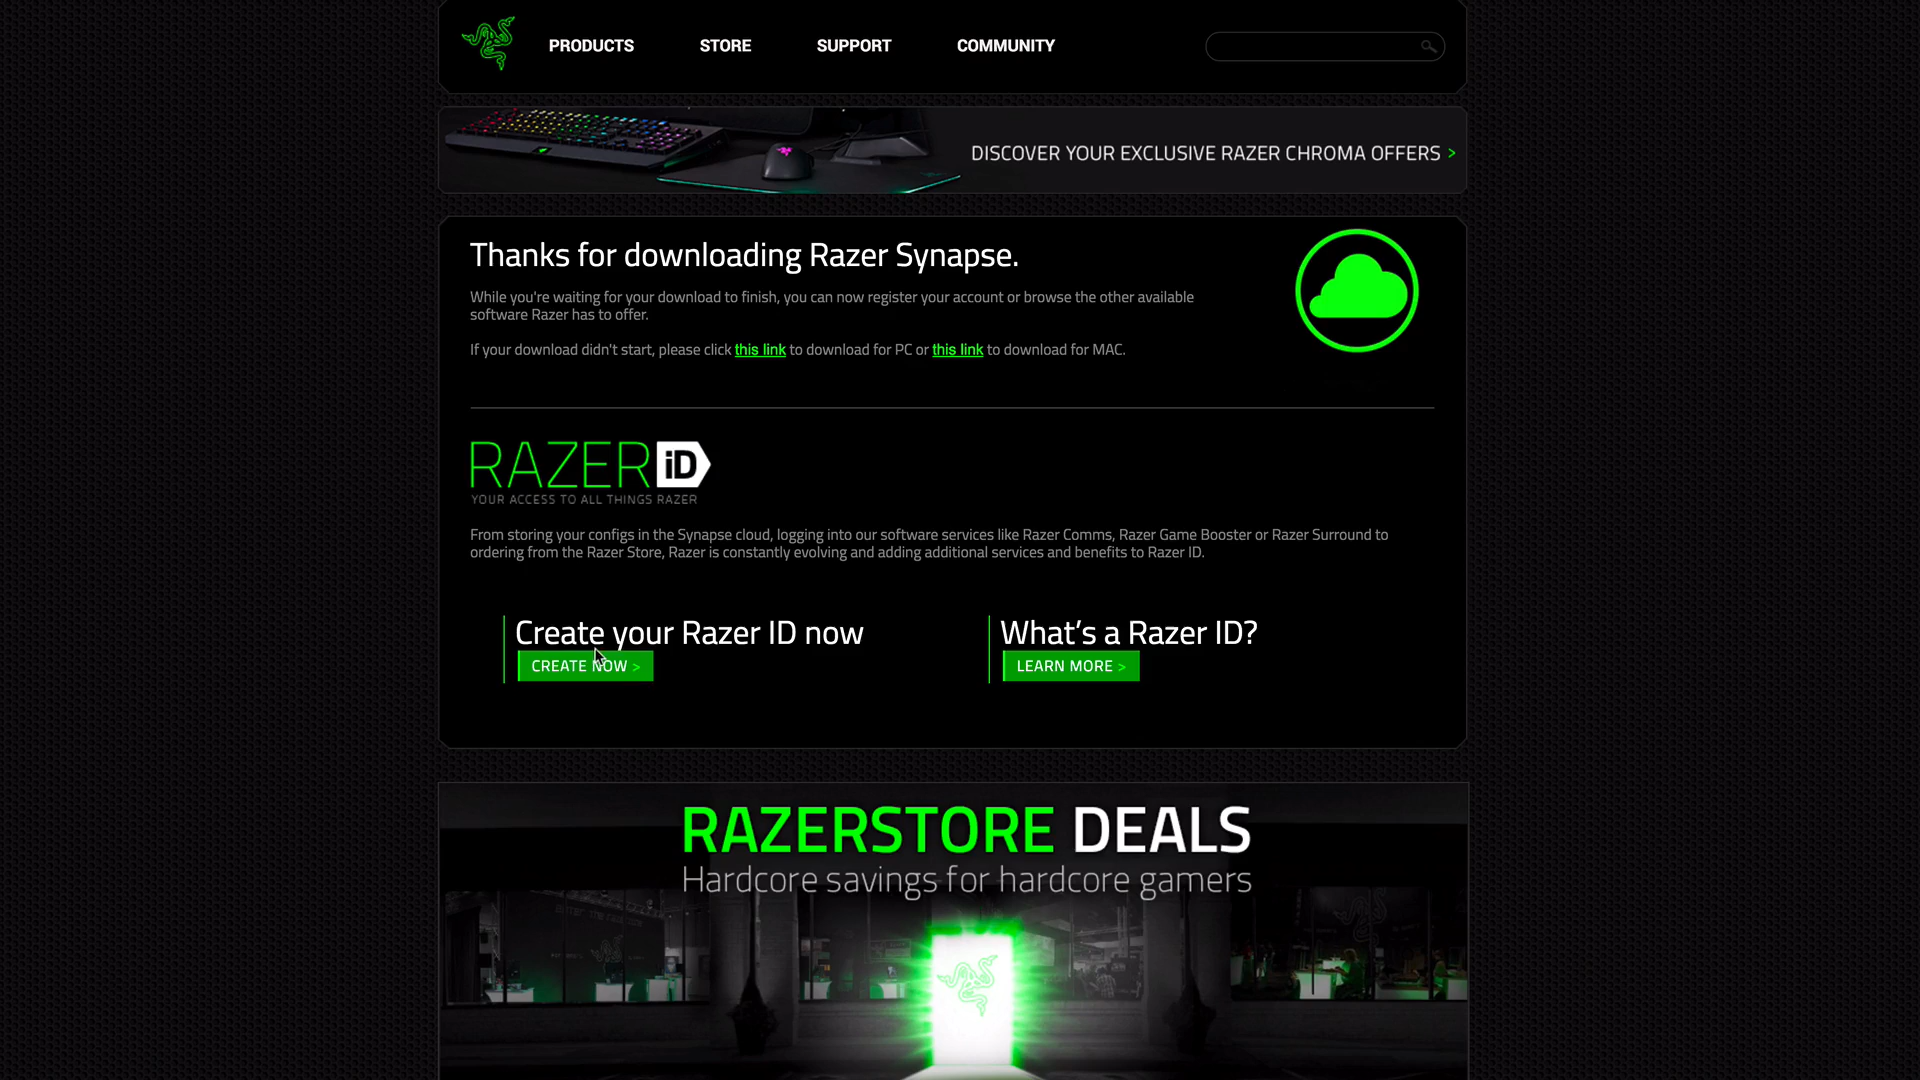 PRODUCTS STORE SUPPORT COMMUNITY
DISCOVER YOUR EXCLUSIVE RAZER CHROMA OFFERS >
Thanks for downloading Razer Synapse.
While you're waiting for your download to finish, you can now register your account or browse the other available
software Razer has to offer.
If your download didn't start, please click this link to download for PC or this link to download for MAC.
RAZER iD
YOUR ACCESS TO ALL THINGS RAZER
From storing your configs in the Synapse cloud, logging into our software services like Razer Comms, Razer Game Booster or Razer Surround to
ordering from the Razer Store, Razer is constantly evolving and adding additional services and benefits to Razer ID.
Create your Razer ID now
CREATE NOW >
What's a Razer ID?
LEARN MORE >
RAZERSTORE DEALS
Hardcore savings for hardcore gamers